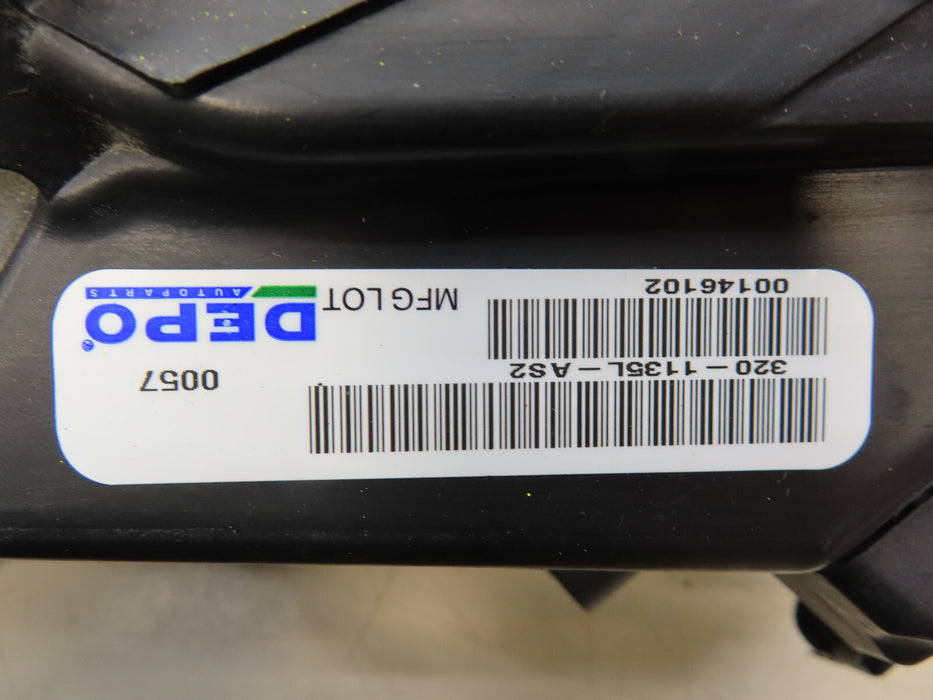 0057
320-1135L-AS2
DEPO®
AUTOPARTS
MFG LOT
00146102